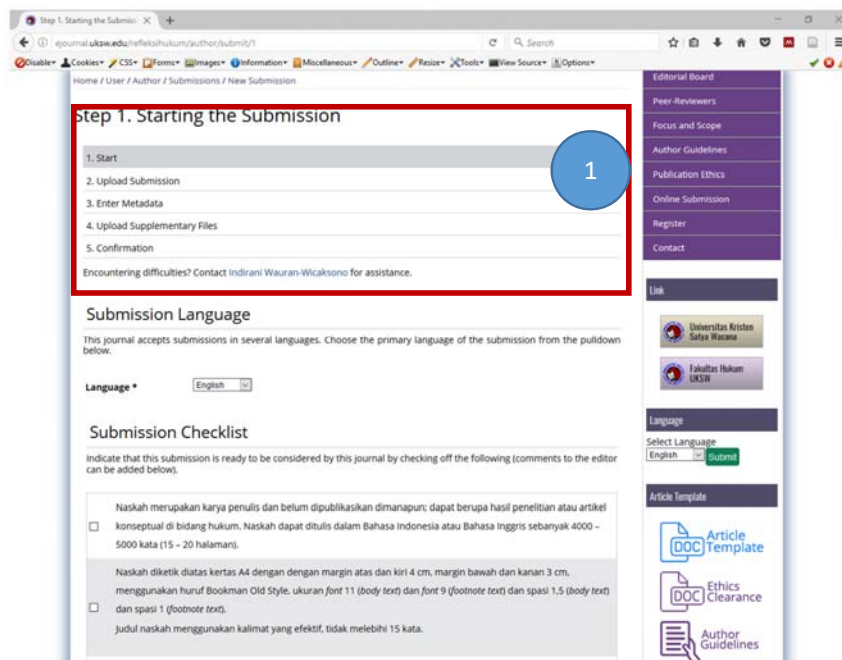 Step 1. Starting the Submissi
ejournal.uksw.edu/refleksihukum/author/submit/1
Search
Disable Cookies CSS Forms Images Information Miscellaneous Outline Resize Tools View Source Options
Home / User / Author / Submissions / New Submission
Step 1. Starting the Submission
1. Start
2. Upload Submission
3. Enter Metadata
4. Upload Supplementary Files
5. Confirmation
Encountering difficulties? Contact Indirani Wauran-Wicaksono for assistance.
1
Submission Language
This journal accepts submissions in several languages. Choose the primary language of the submission from the pulldown
below.
Language *
English
Submission Checklist
Indicate that this submission is ready to be considered by this journal by checking off the following (comments to the editor
can be added below).
Naskah merupakan karya penulis dan belum dipublikasikan dimanapun; dapat berupa hasil penelitian atau artikel
konseptual di bidang hukum. Naskah dapat ditulis dalam Bahasa Indonesia atau Bahasa Inggris sebanyak 4000 –
5000 kata (15 – 20 halaman).
Naskah diketik diatas kertas A4 dengan dengan margin atas dan kiri 4 cm, margin bawah dan kanan 3 cm,
menggunakan huruf Bookman Old Style, ukuran font 11 (body text) dan font 9 (footnote text) dan spasi 1,5 (body text)
dan spasi 1 (footnote text).
Judul naskah menggunakan kalimat yang efektif, tidak melebihi 15 kata.
Editorial Board
Peer-Reviewers
Focus and Scope
Author Guidelines
Publication Ethics
Online Submission
Register
Contact
Link
Universitas Kristen
Satya Wacana
Fakultas Hukum
UKSW
Language
Select Language
English
Submit
Article Template
DOC
Article
Template
DOC
Ethics
Clearance
Author
Guidelines